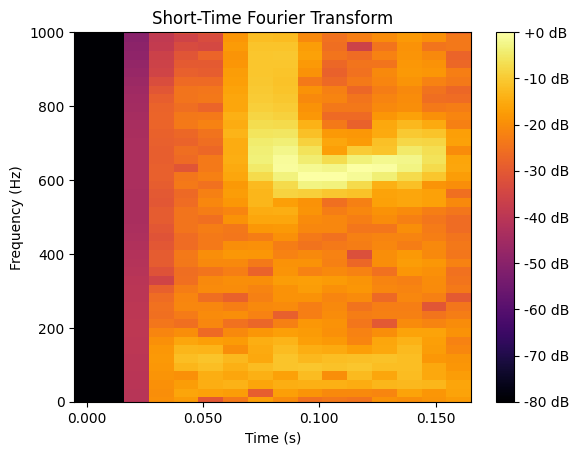 Short-Time Fourier Transform
1000
800
600
400
200
0
Frequency (Hz)
0.000
0.050
0.100
0.150
Time (s)
+0 dB
-10 dB
-20 dB
-30 dB
-40 dB
-50 dB
-60 dB
-70 dB
-80 dB